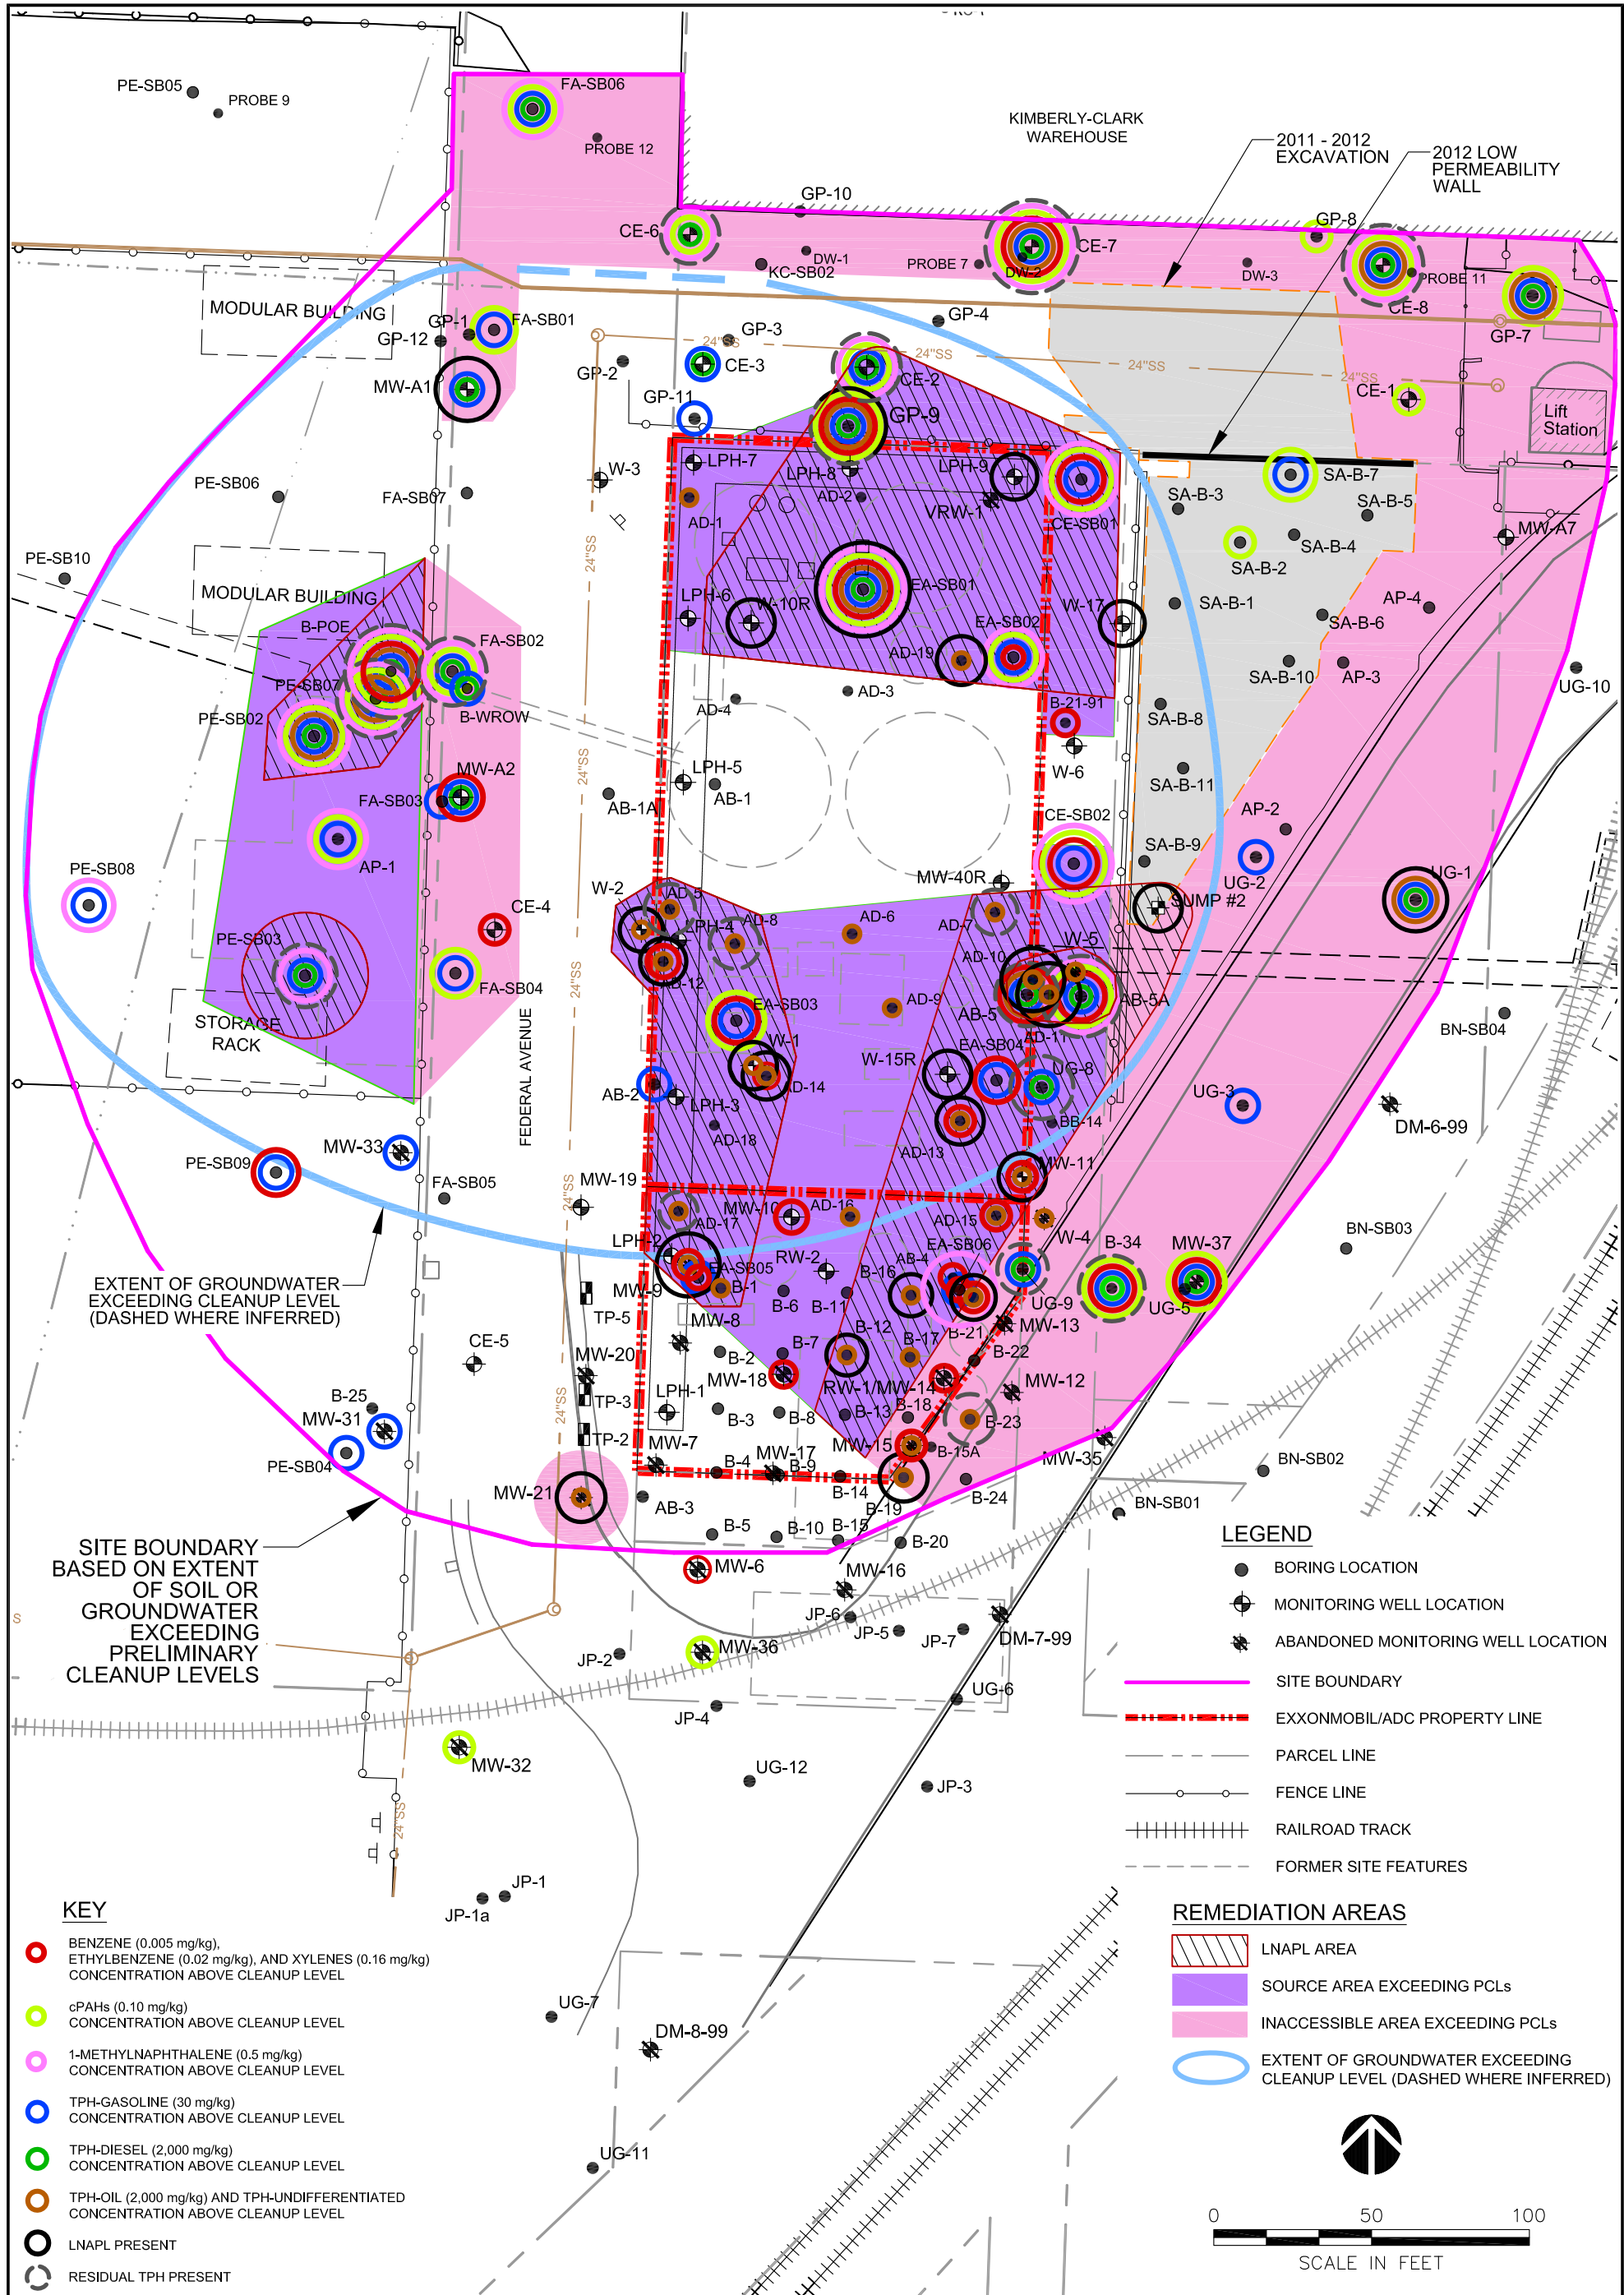 PE-SB05
PROBE 9
FA-SB06
PROBE 12
KIMBERLY-CLARK
WAREHOUSE
2011 - 2012
EXCAVATION
2012 LOW
PERMEABILITY
WALL
GP-10
GP-8
CE-6
CE-7
DW-1
KC-SB02
PROBE 7
DW-2
DW-3
PROBE 11
CE-8
GP-7
MODULAR BUILDING
GP-1
FA-SB01
GP-12
GP-3
GP-4
24"SS
24"SS
24"SS
24"SS
GP-2
CE-3
CE-2
MW-A1
GP-11
GP-9
CE-1
Lift
Station
W-3
LPH-7
LPH-8
LPH-9
PE-SB06
FA-SB07
AD-1
AD-2
VRW-1
CE-SB01
SA-B-7
SA-B-3
SA-B-5
SA-B-4
MW-A7
SA-B-2
24"SS
PE-SB10
MODULAR BUILDING
EA-SB01
LPH-6
W-10R
W-17
SA-B-1
SA-B-6
AP-4
B-POE
FA-SB02
EA-SB02
AD-19
SA-B-10
AP-3
UG-10
PE-SB07
PE-SB02
B-WROW
AD-4
AD-3
B-21-91
SA-B-8
W-6
MW-A2
FA-SB03
24"SS
LPH-5
AB-1A
AB-1
SA-B-11
AP-2
AP-1
CE-SB02
SA-B-9
UG-2
PE-SB08
MW-40R
SUMP #2
UG-1
W-2
AD-5
CE-4
LPH-4
AD-8
AD-6
AD-7
PE-SB03
W-5
AD-10
FA-SB04
AD-12
24"SS
EA-SB03
AD-9
AB-5
AB-5A
AD-11
BN-SB04
STORAGE
RACK
W-1
W-15R
EA-SB04
UG-8
AB-2
AD-14
LPH-3
AD-18
FEDERAL AVENUE
AD-13
BB-14
UG-3
DM-6-99
MW-33
PE-SB09
FA-SB05
MW-11
MW-19
24"SS
AD-17
MW-10
AD-16
AD-15
W-4
BN-SB03
LPH-2
RW-2
AB-4
EA-SB06
B-34
MW-37
EXTENT OF GROUNDWATER
EXCEEDING CLEANUP LEVEL
(DASHED WHERE INFERRED)
MW-9
EA-SB05
B-1
B-6
B-16
B-11
UG-9
UG-5
TP-5
MW-8
MW-13
B-12
B-17
B-21
CE-5
MW-20
B-2
B-7
B-22
MW-18
RW-1/MW-14
MW-12
24"SS
TP-3
LPH-1
B-3
B-8
B-13
B-18
B-23
B-25
MW-31
TP-2
PE-SB04
MW-7
MW-17
MW-15
B-15A
MW-35
BN-SB02
B-4
B-9
MW-21
AB-3
B-14
B-19
B-24
BN-SB01
B-5
B-10
B-15
B-20
SITE BOUNDARY
BASED ON EXTENT
OF SOIL OR
GROUNDWATER
EXCEEDING
PRELIMINARY
CLEANUP LEVELS
S
MW-6
MW-16
JP-6
JP-5
JP-7
DM-7-99
MW-36
JP-2
UG-6
JP-4
MW-32
UG-12
JP-3
24"SS
JP-1
JP-1a
UG-7
DM-8-99
UG-11
LEGEND
BORING LOCATION
MONITORING WELL LOCATION
ABANDONED MONITORING WELL LOCATION
SITE BOUNDARY
EXXONMOBIL/ADC PROPERTY LINE
PARCEL LINE
FENCE LINE
RAILROAD TRACK
FORMER SITE FEATURES
REMEDIATION AREAS
LNAPL AREA
SOURCE AREA EXCEEDING PCLs
INACCESSIBLE AREA EXCEEDING PCLs
EXTENT OF GROUNDWATER EXCEEDING
CLEANUP LEVEL (DASHED WHERE INFERRED)
0 50 100
SCALE IN FEET
KEY
BENZENE (0.005 mg/kg),
ETHYLBENZENE (0.02 mg/kg), AND XYLENES (0.16 mg/kg)
CONCENTRATION ABOVE CLEANUP LEVEL
cPAHs (0.10 mg/kg)
CONCENTRATION ABOVE CLEANUP LEVEL
1-METHYLNAPHTHALENE (0.5 mg/kg)
CONCENTRATION ABOVE CLEANUP LEVEL
TPH-GASOLINE (30 mg/kg)
CONCENTRATION ABOVE CLEANUP LEVEL
TPH-DIESEL (2,000 mg/kg)
CONCENTRATION ABOVE CLEANUP LEVEL
TPH-OIL (2,000 mg/kg) AND TPH-UNDIFFERENTIATED
CONCENTRATION ABOVE CLEANUP LEVEL
LNAPL PRESENT
RESIDUAL TPH PRESENT